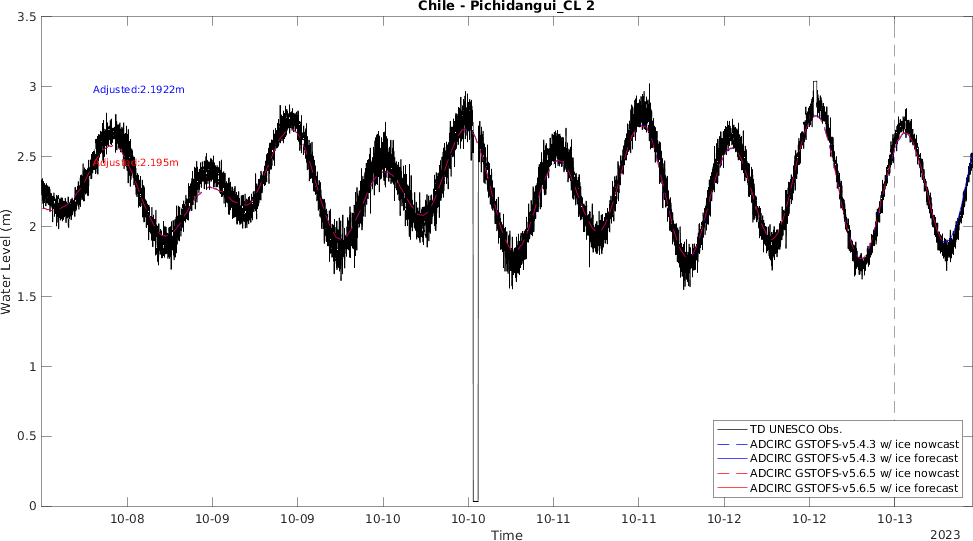 Chile - Pichidangui_CL 2
3.5
3
2.5
2
1.5
1
0.5
0
Water Level (m)
Adjusted:2.1922m
Adjusted:2.195m
TD UNESCO Obs.
ADCIRC GSTOFS-v5.4.3 w/ ice nowcast
ADCIRC GSTOFS-v5.4.3 w/ ice forecast
ADCIRC GSTOFS-v5.6.5 w/ ice nowcast
ADCIRC GSTOFS-v5.6.5 w/ ice forecast
10-08 10-09 10-09 10-10 10-10 10-11 10-11 10-12 10-12 10-13
Time
2023